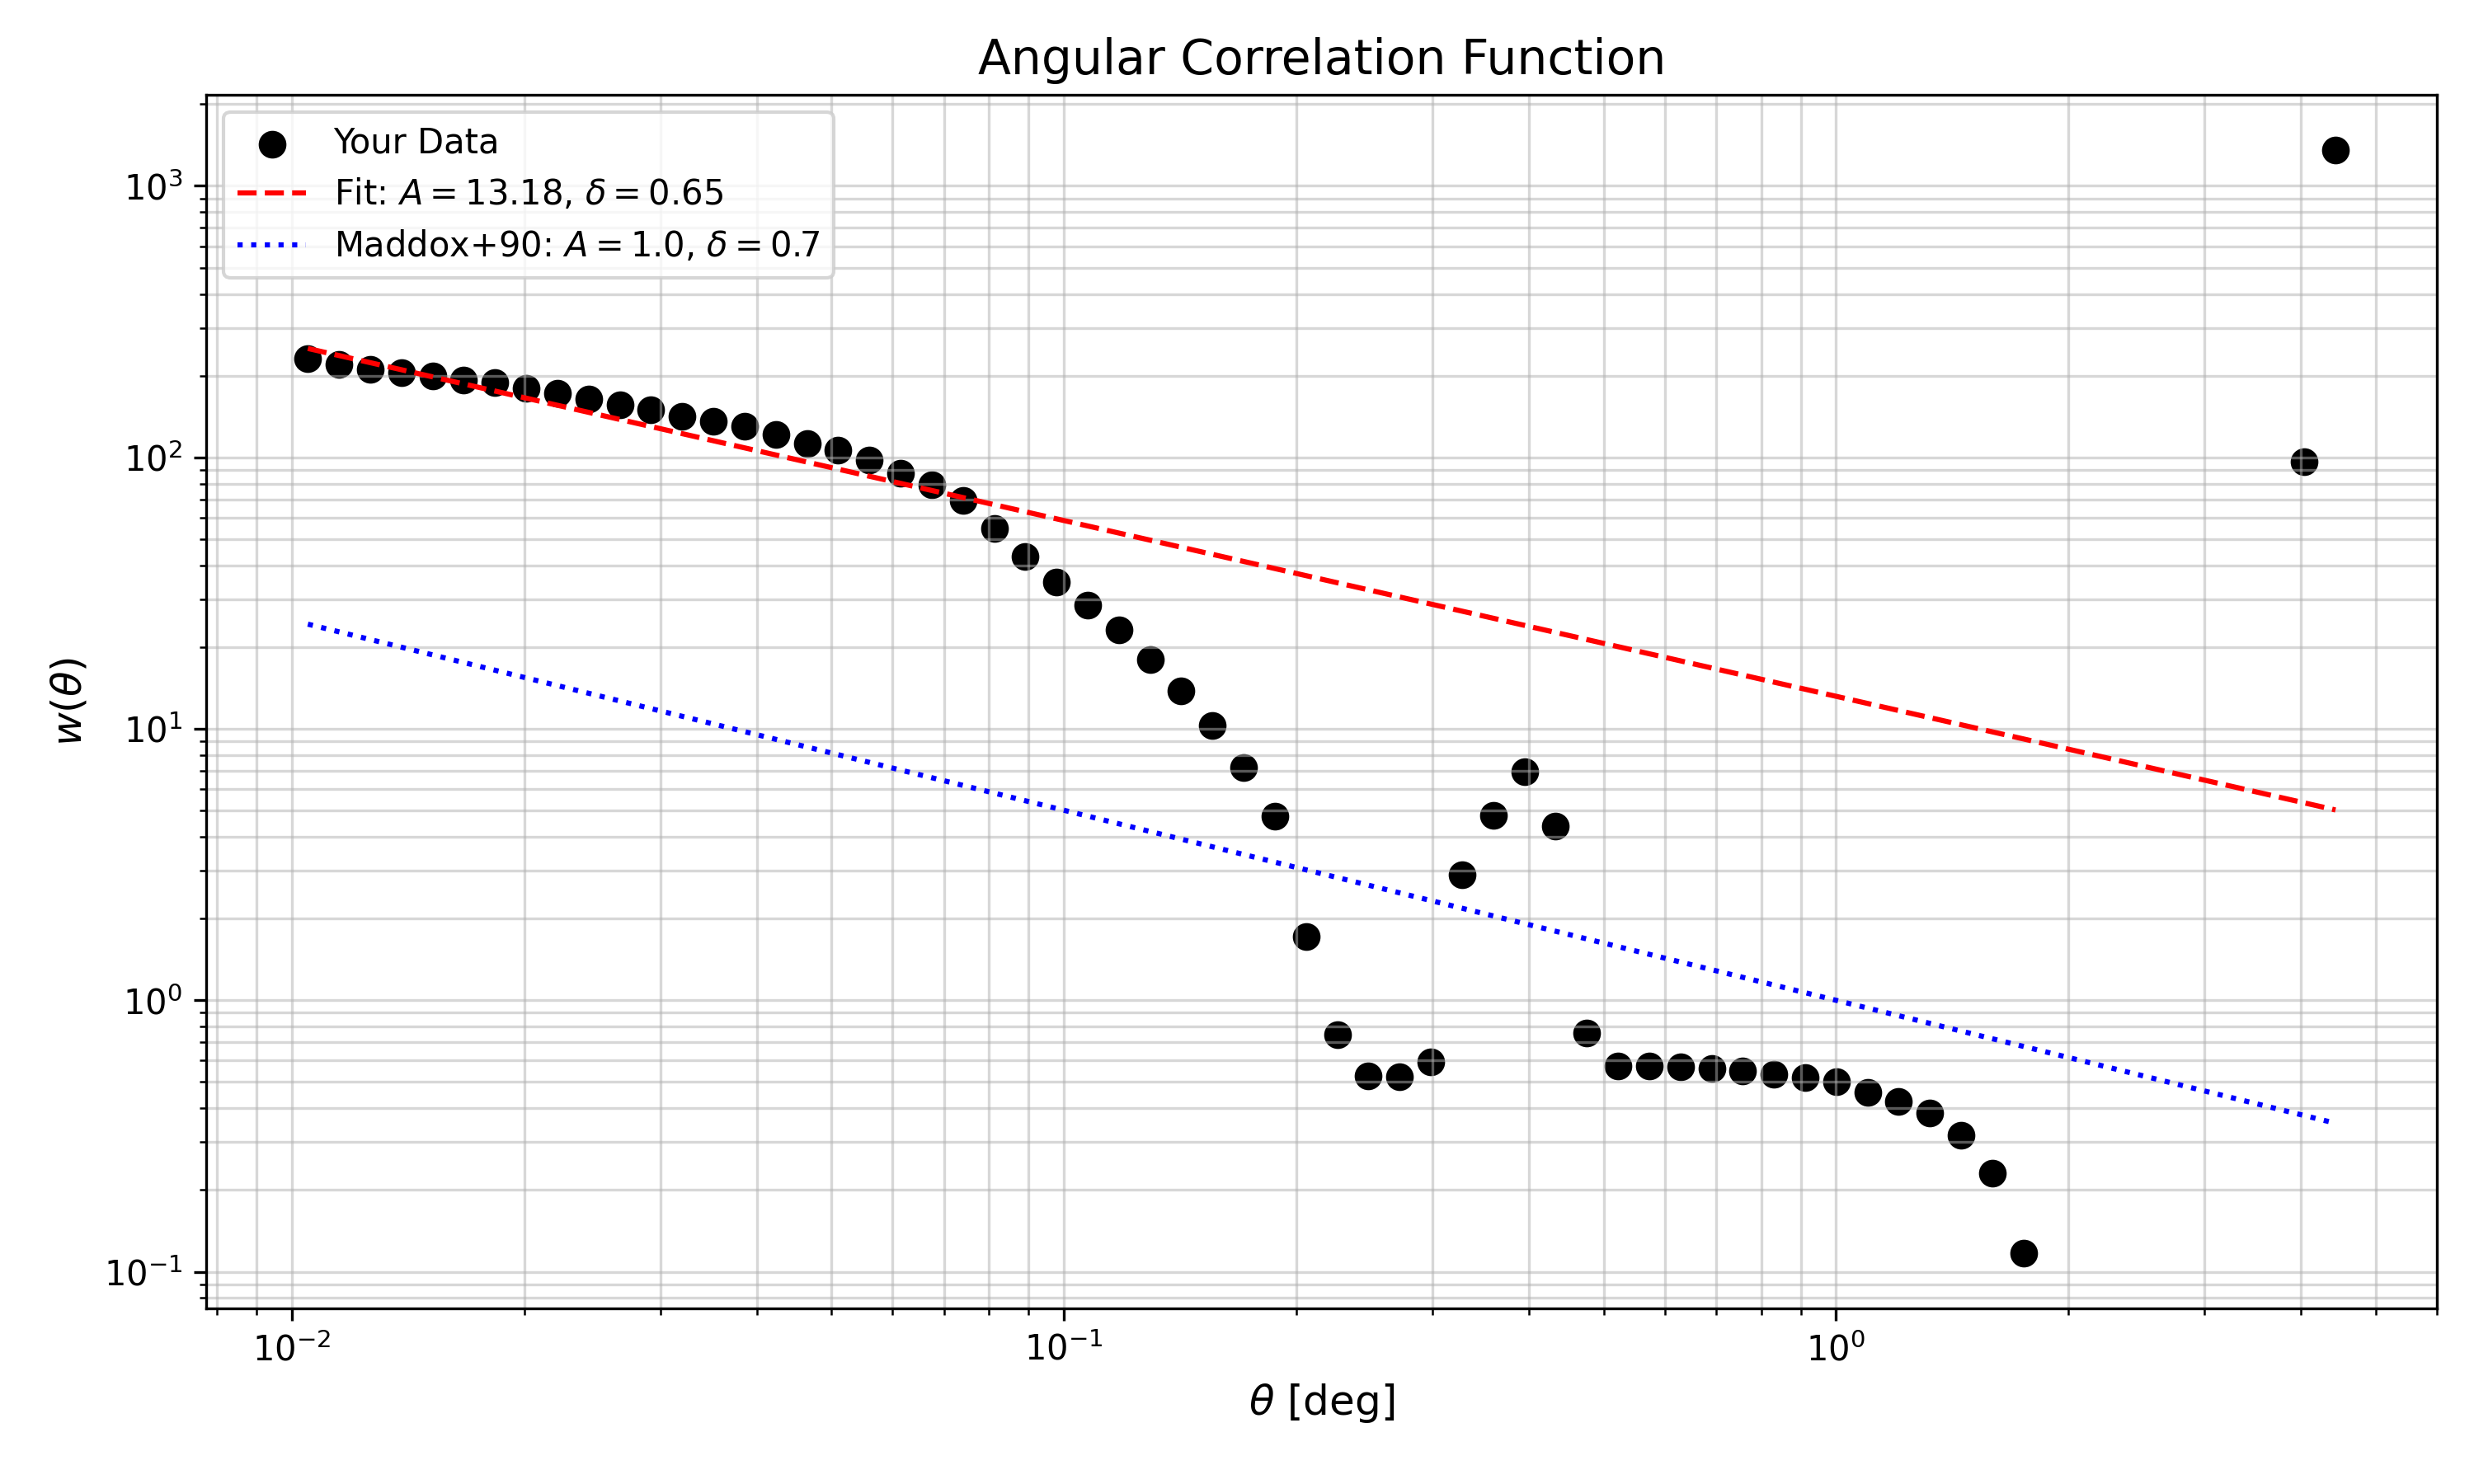 Angular Correlation Function
Your Data
Fit: A = 13.18, δ = 0.65
Maddox+90: A = 1.0, δ = 0.7
10³
10²
10¹
10⁰
10⁻¹
w(θ)
10⁻² 10⁻¹ 10⁰
θ [deg]